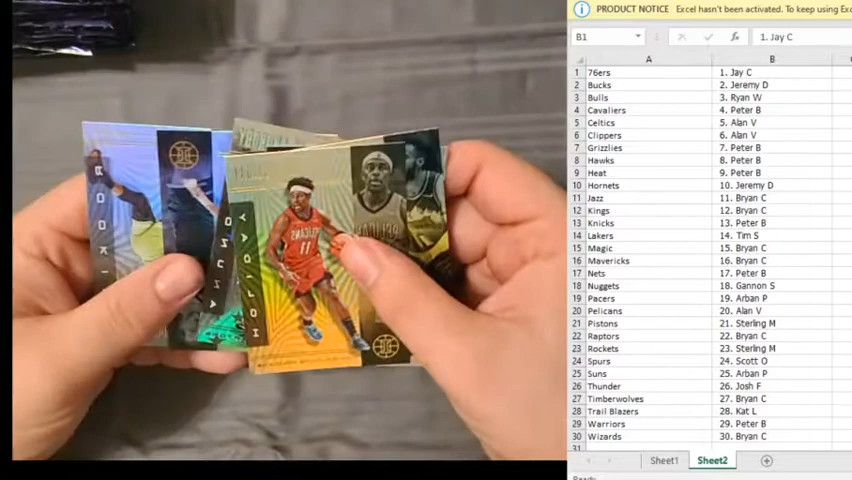 PRODUCT NOTICE Excel hasn't been activated. To keep using Exc
B1 fx 1. Jay C
A B
1 76ers 1. Jay C
2 Bucks 2. Jeremy D
3 Bulls 3. Ryan W
4 Cavaliers 4. Peter B
5 Celtics 5. Alan V
6 Clippers 6. Alan V
7 Grizzlies 7. Peter B
8 Hawks 8. Peter B
9 Heat 9. Peter B
10 Hornets 10. Jeremy D
11 Jazz 11. Bryan C
12 Kings 12. Bryan C
13 Knicks 13. Peter B
14 Lakers 14. Tim S
15 Magic 15. Bryan C
16 Mavericks 16. Bryan C
17 Nets 17. Peter B
18 Nuggets 18. Gannon S
19 Pacers 19. Arban P
20 Pelicans 20. Alan V
21 Pistons 21. Sterling M
22 Raptors 22. Bryan C
23 Rockets 23. Sterling M
24 Spurs 24. Scott O
25 Suns 25. Arban P
26 Thunder 26. Josh F
27 Timberwolves 27. Bryan C
28 Trail Blazers 28. Kat L
29 Warriors 29. Peter B
30 Wizards 30. Bryan C
31
Sheet1 Sheet2
Ready
HOLIDAY
PELICANS
11